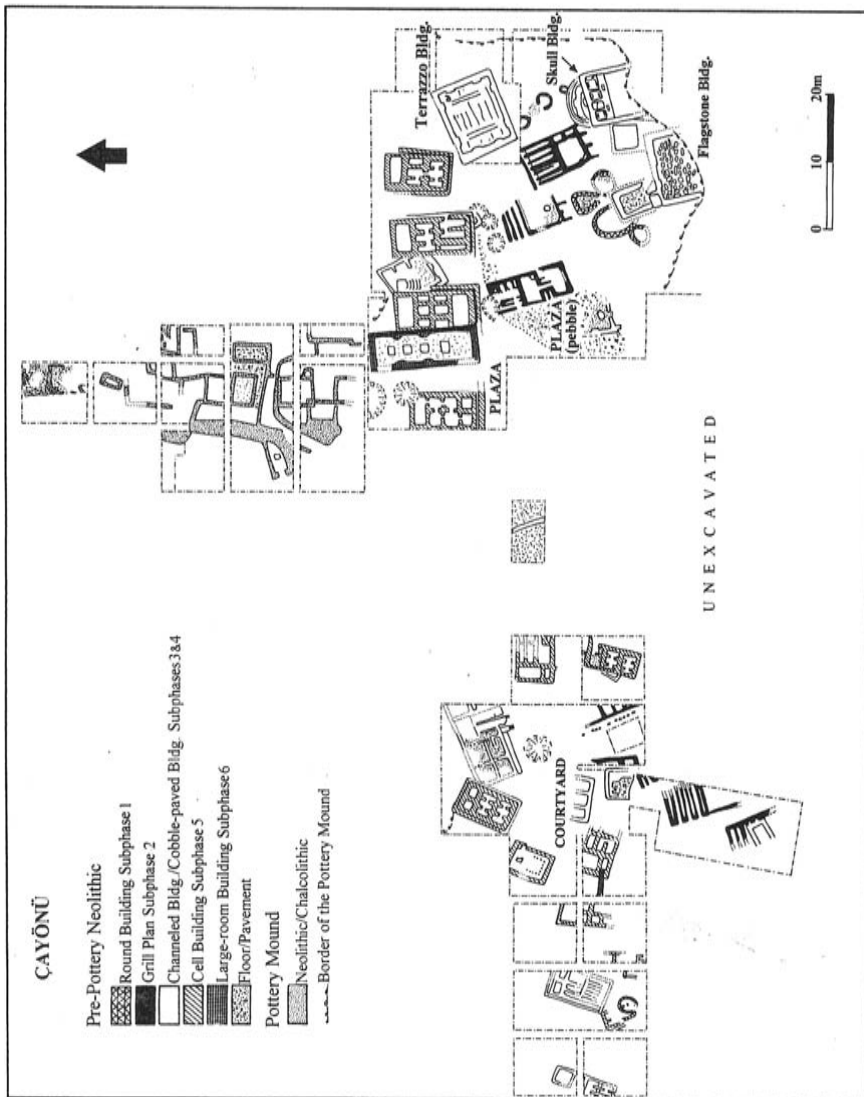 ÇAYÖNÜ
Pre-Pottery Neolithic
Round Building Subphase 1
Grill Plan Subphase 2
Channeled Bldg./Cobble-paved Bldg. Subphases 3&4
Cell Building Subphase 5
Large-room Building Subphase 6
Floor/Pavement
Pottery Mound
Neolithic/Chalcolithic
Border of the Pottery Mound
Terrazzo Bldg.
Skull Bldg.
Flagstone Bldg.
PLAZA
PLAZA
(pebble)
COURTYARD
UNEXCAVATED
0 10 20m